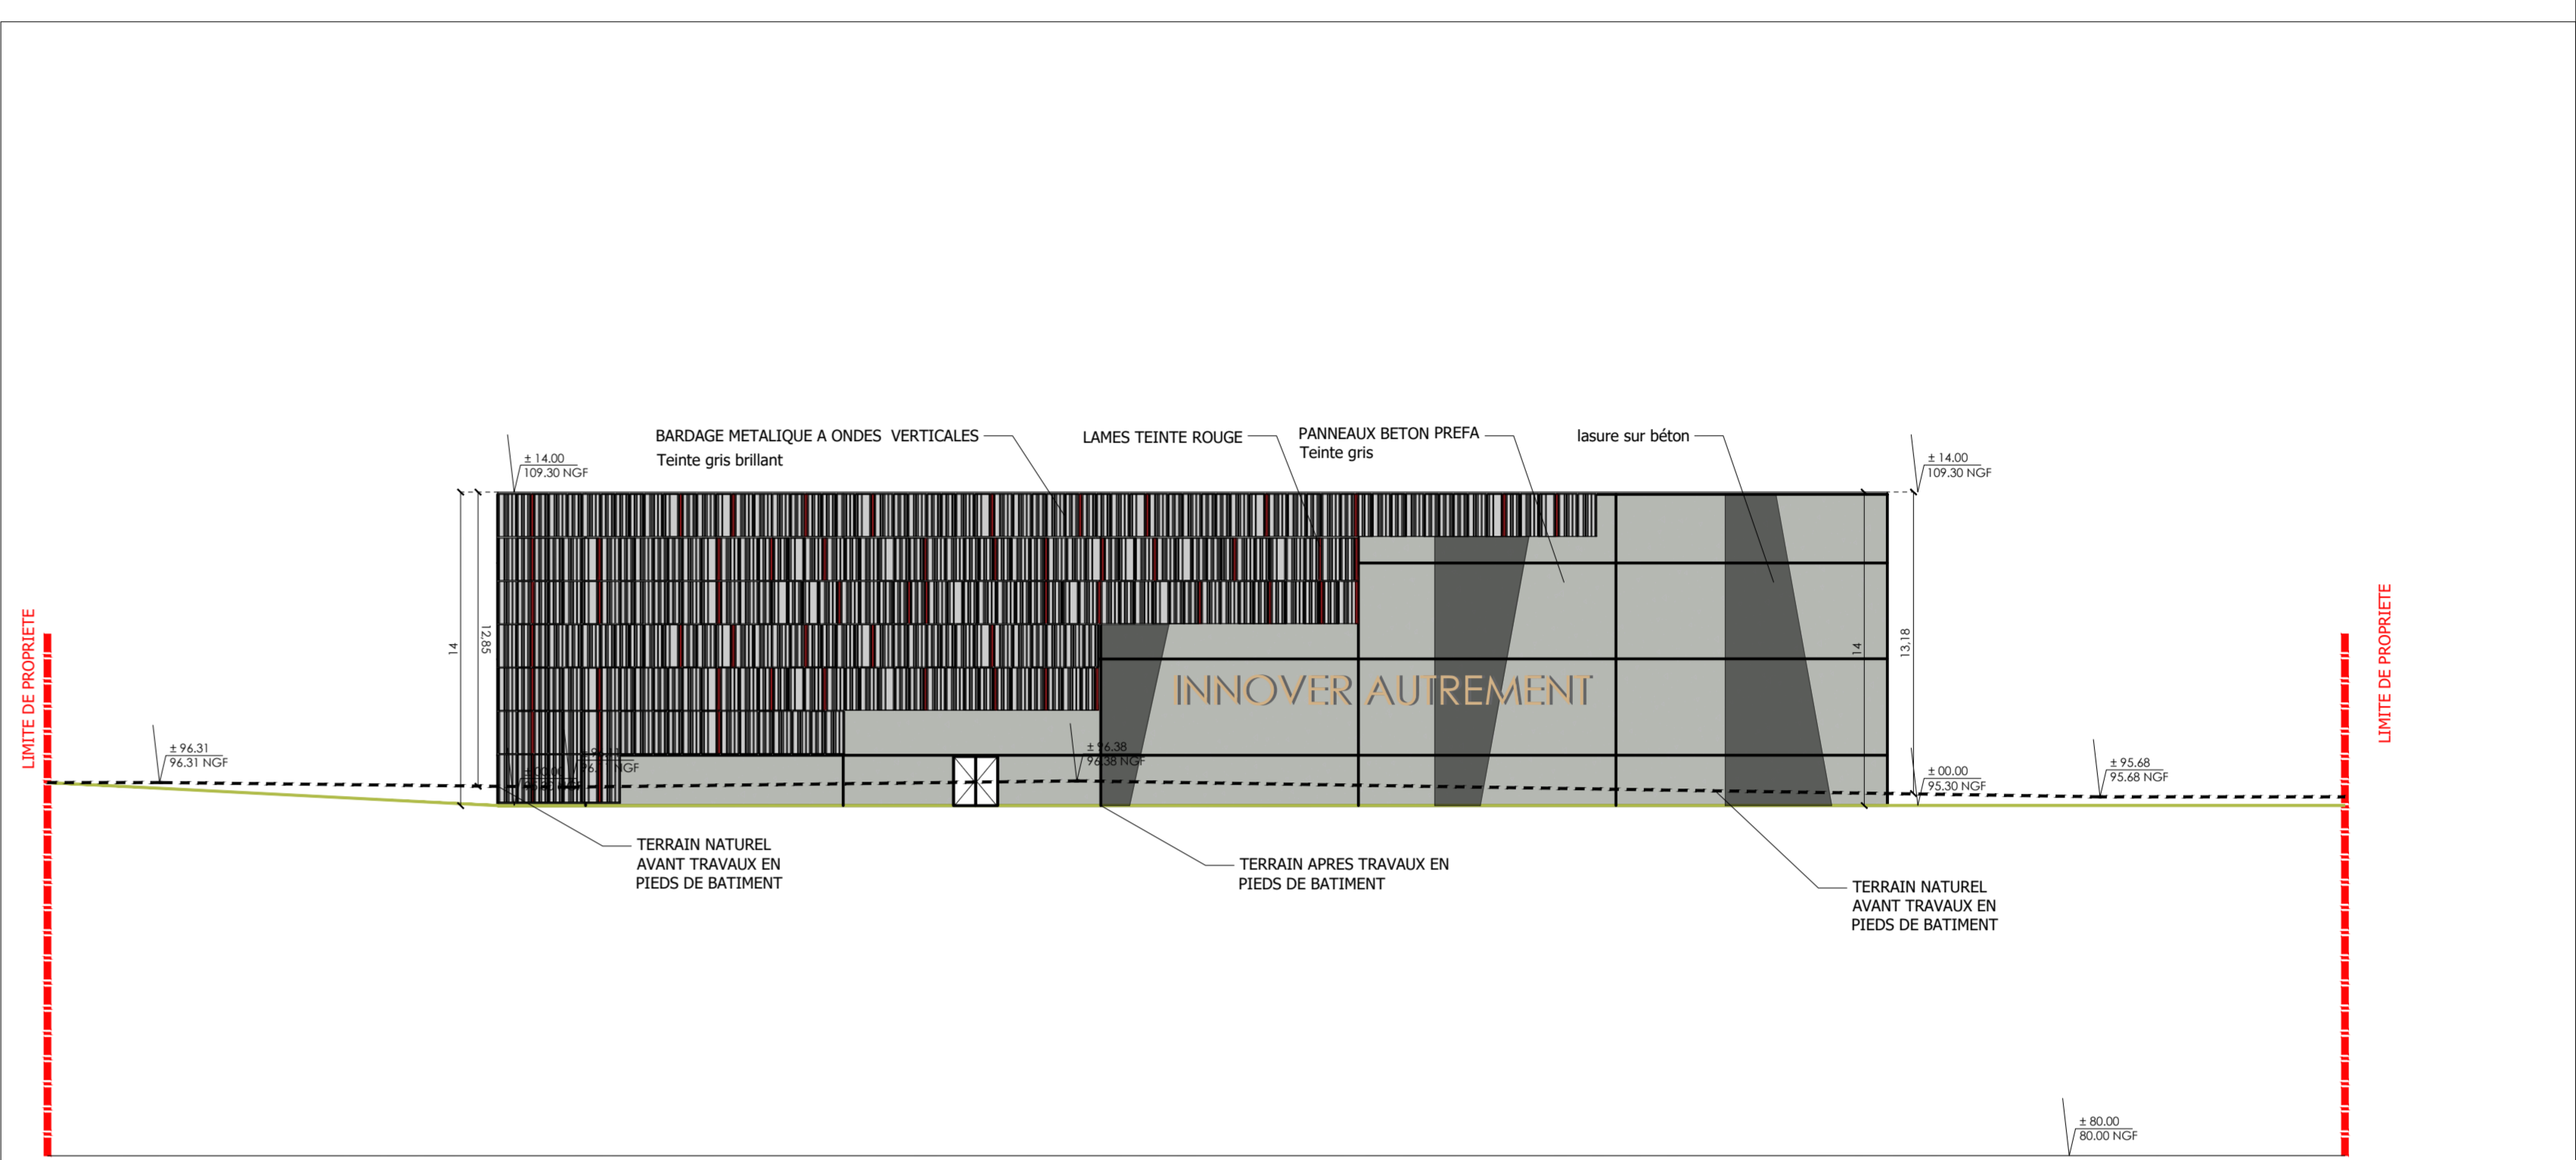 BARDAGE METALIQUE A ONDES VERTICALES
Teinte gris brillant
LAMES TEINTE ROUGE
PANNEAUX BETON PREFA
Teinte gris
lasure sur béton
± 14.00
109.30 NGF
± 14.00
109.30 NGF
LIMITE DE PROPRIETE
LIMITE DE PROPRIETE
14
12,85
14
13,18
INNOVER AUTREMENT
± 96.31
96.31 NGF
± 96.38
96.38 NGF
± 00.00
95.30 NGF
± 95.68
95.68 NGF
TERRAIN NATUREL
AVANT TRAVAUX EN
PIEDS DE BATIMENT
TERRAIN APRES TRAVAUX EN
PIEDS DE BATIMENT
TERRAIN NATUREL
AVANT TRAVAUX EN
PIEDS DE BATIMENT
± 80.00
80.00 NGF